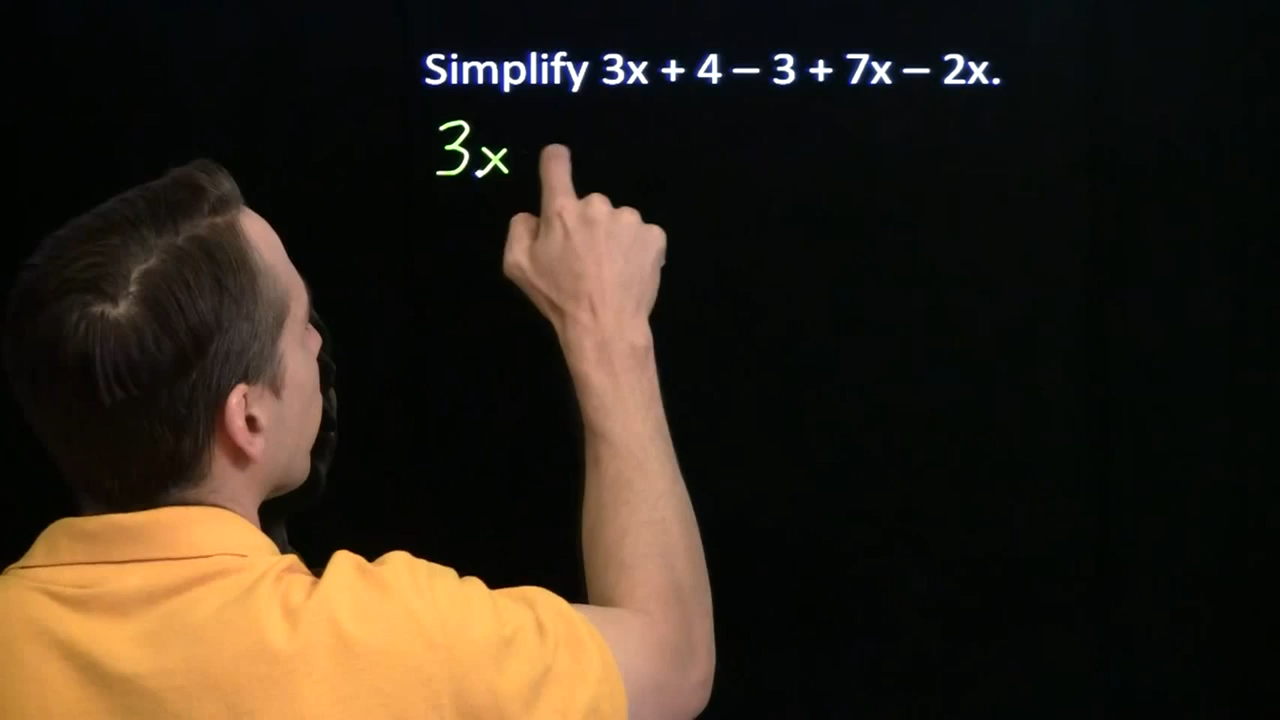 Simplify 3x + 4 – 3 + 7x – 2x.
3x